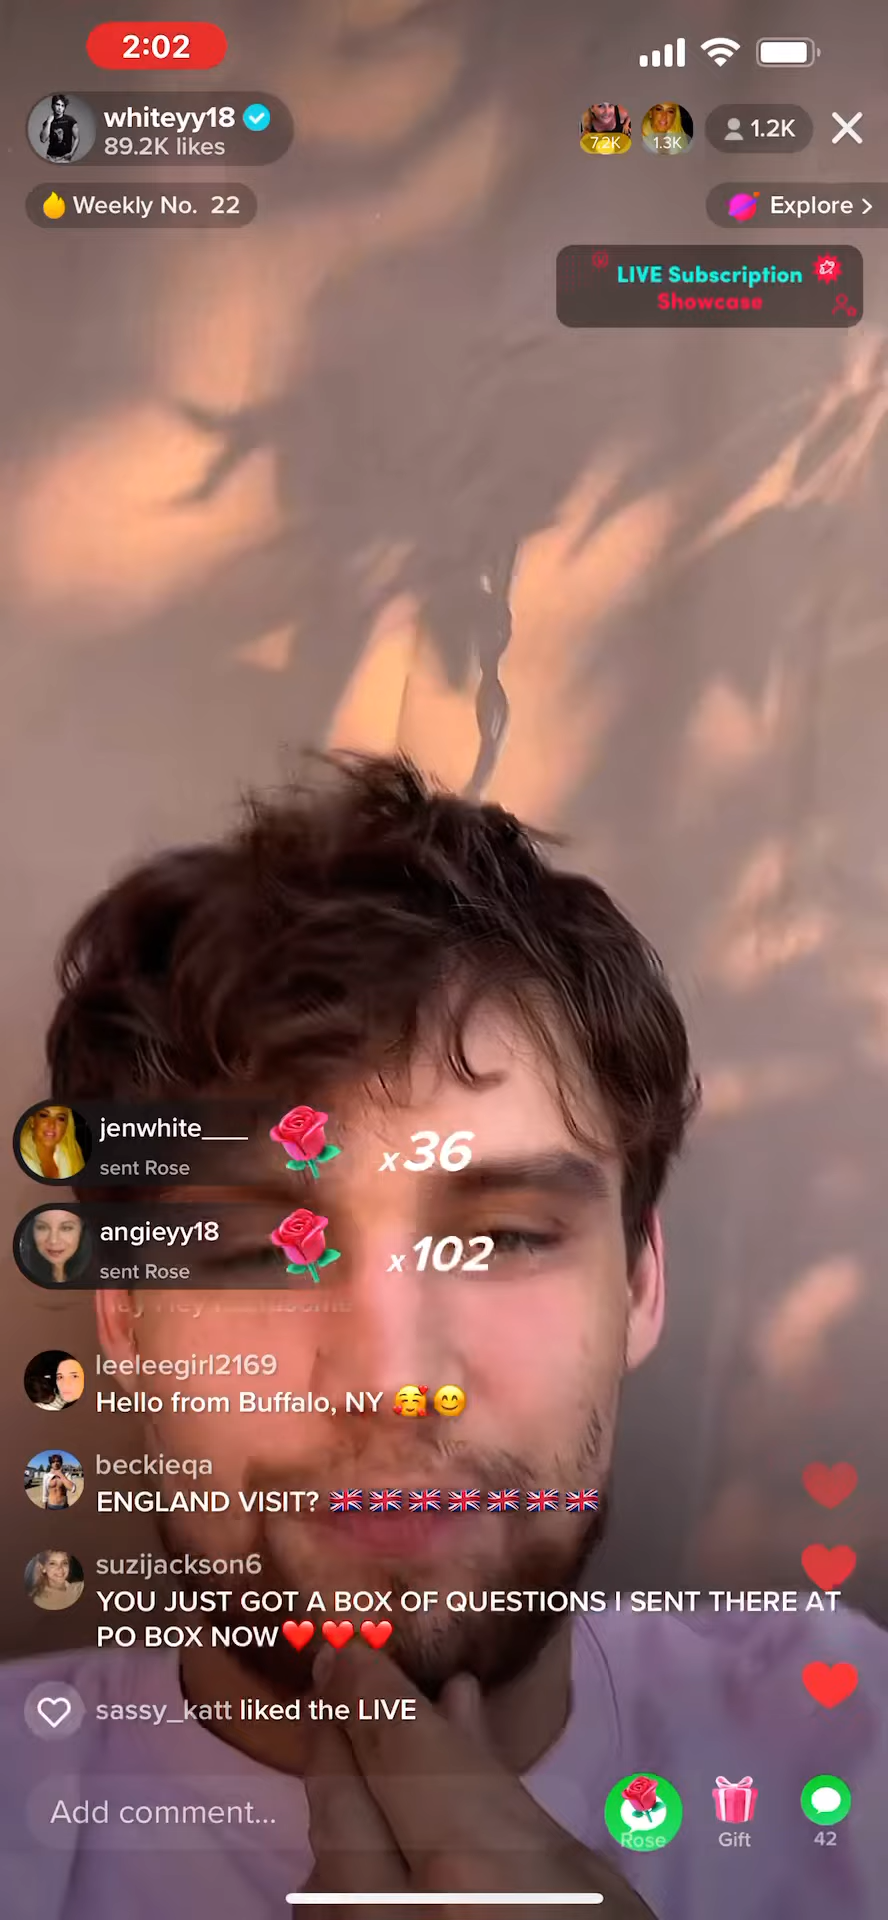 2:02
whiteyy18
89.2K likes
7.2K
1.3K
1.2K
Weekly No. 22
Explore >
LIVE Subscription
Showcase
jenwhite___
sent Rose
x36
angieyy18
sent Rose
x102
leeleegirl2169
Hello from Buffalo, NY 🥰😊
beckieqa
ENGLAND VISIT? 🇬🇧🇬🇧🇬🇧🇬🇧🇬🇧🇬🇧🇬🇧
suzijackson6
YOU JUST GOT A BOX OF QUESTIONS I SENT THERE AT
PO BOX NOW❤️❤️❤️
sassy_katt liked the LIVE
Add comment...
Rose
Gift
42